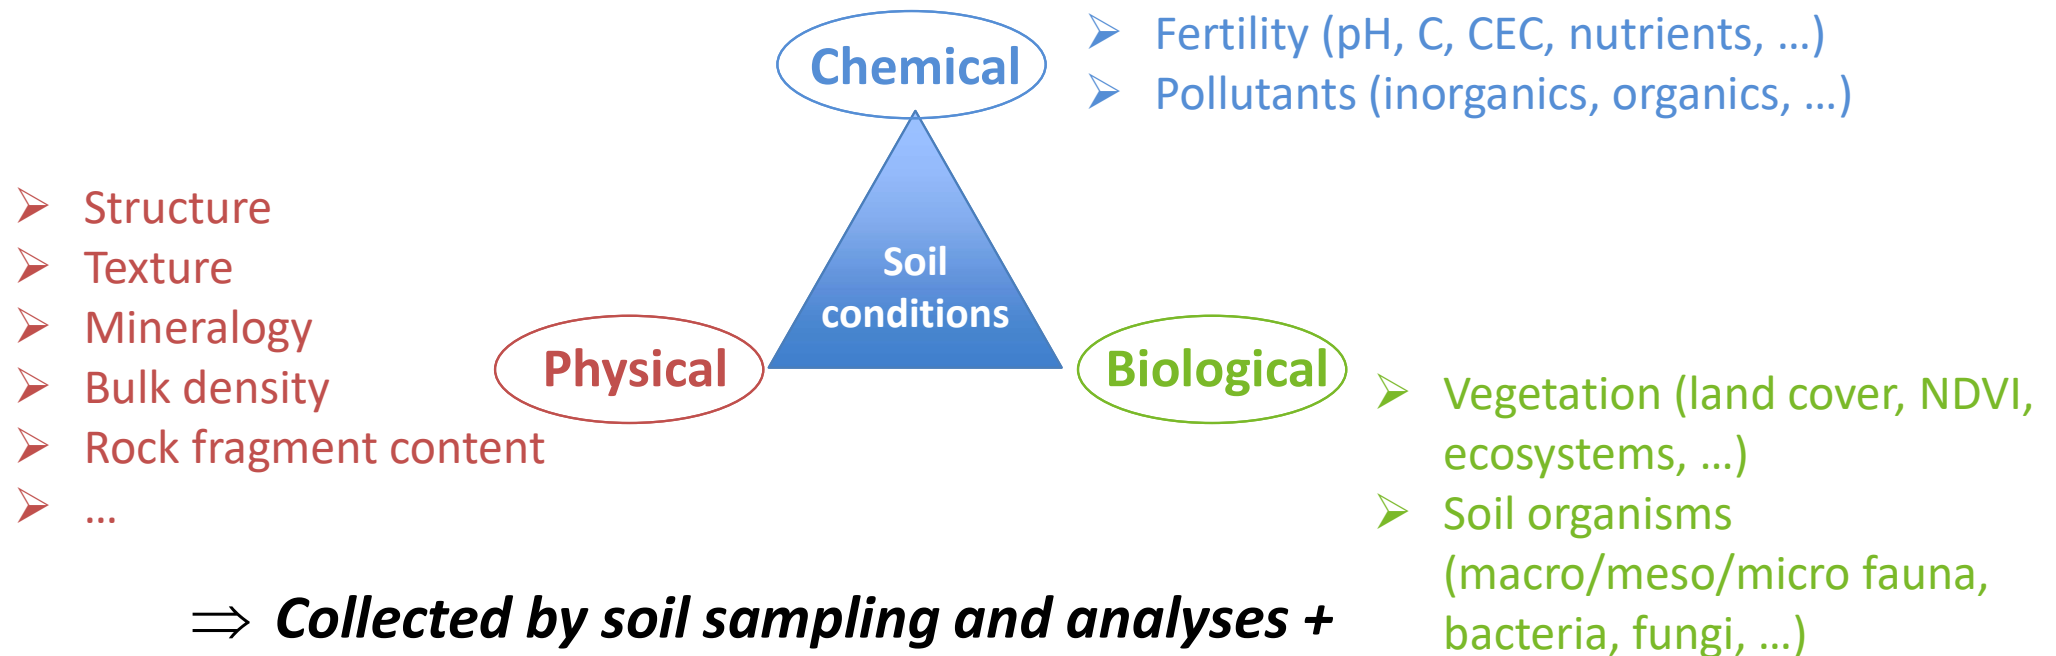 Chemical
➢ Fertility (pH, C, CEC, nutrients, …)
➢ Pollutants (inorganics, organics, …)
➢ Structure
➢ Texture
➢ Mineralogy
➢ Bulk density
➢ Rock fragment content
➢ …
Soil
conditions
Physical
Biological
➢ Vegetation (land cover, NDVI,
ecosystems, …)
➢ Soil organisms
(macro/meso/micro fauna,
bacteria, fungi, …)
⇒ Collected by soil sampling and analyses +